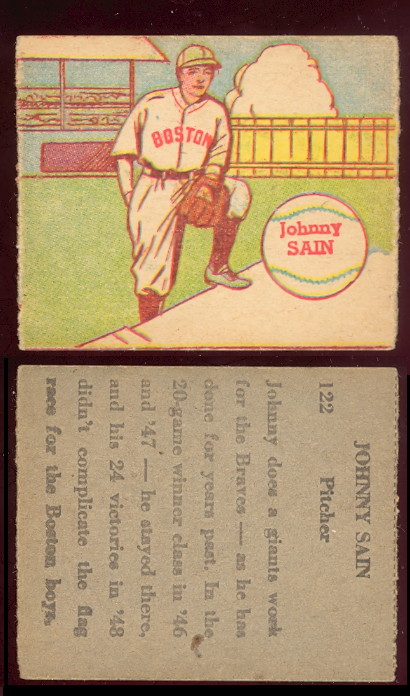 BOSTON
Johnny
SAIN
JOHNNY SAIN
122 Pitcher
Johnny does a giants work
for the Braves — as he has
done for years past. In the
20-game winner class in '46
and '47 — he stayed there,
and his 24 victories in '48
didn't complicate the flag
race for the Boston boys.